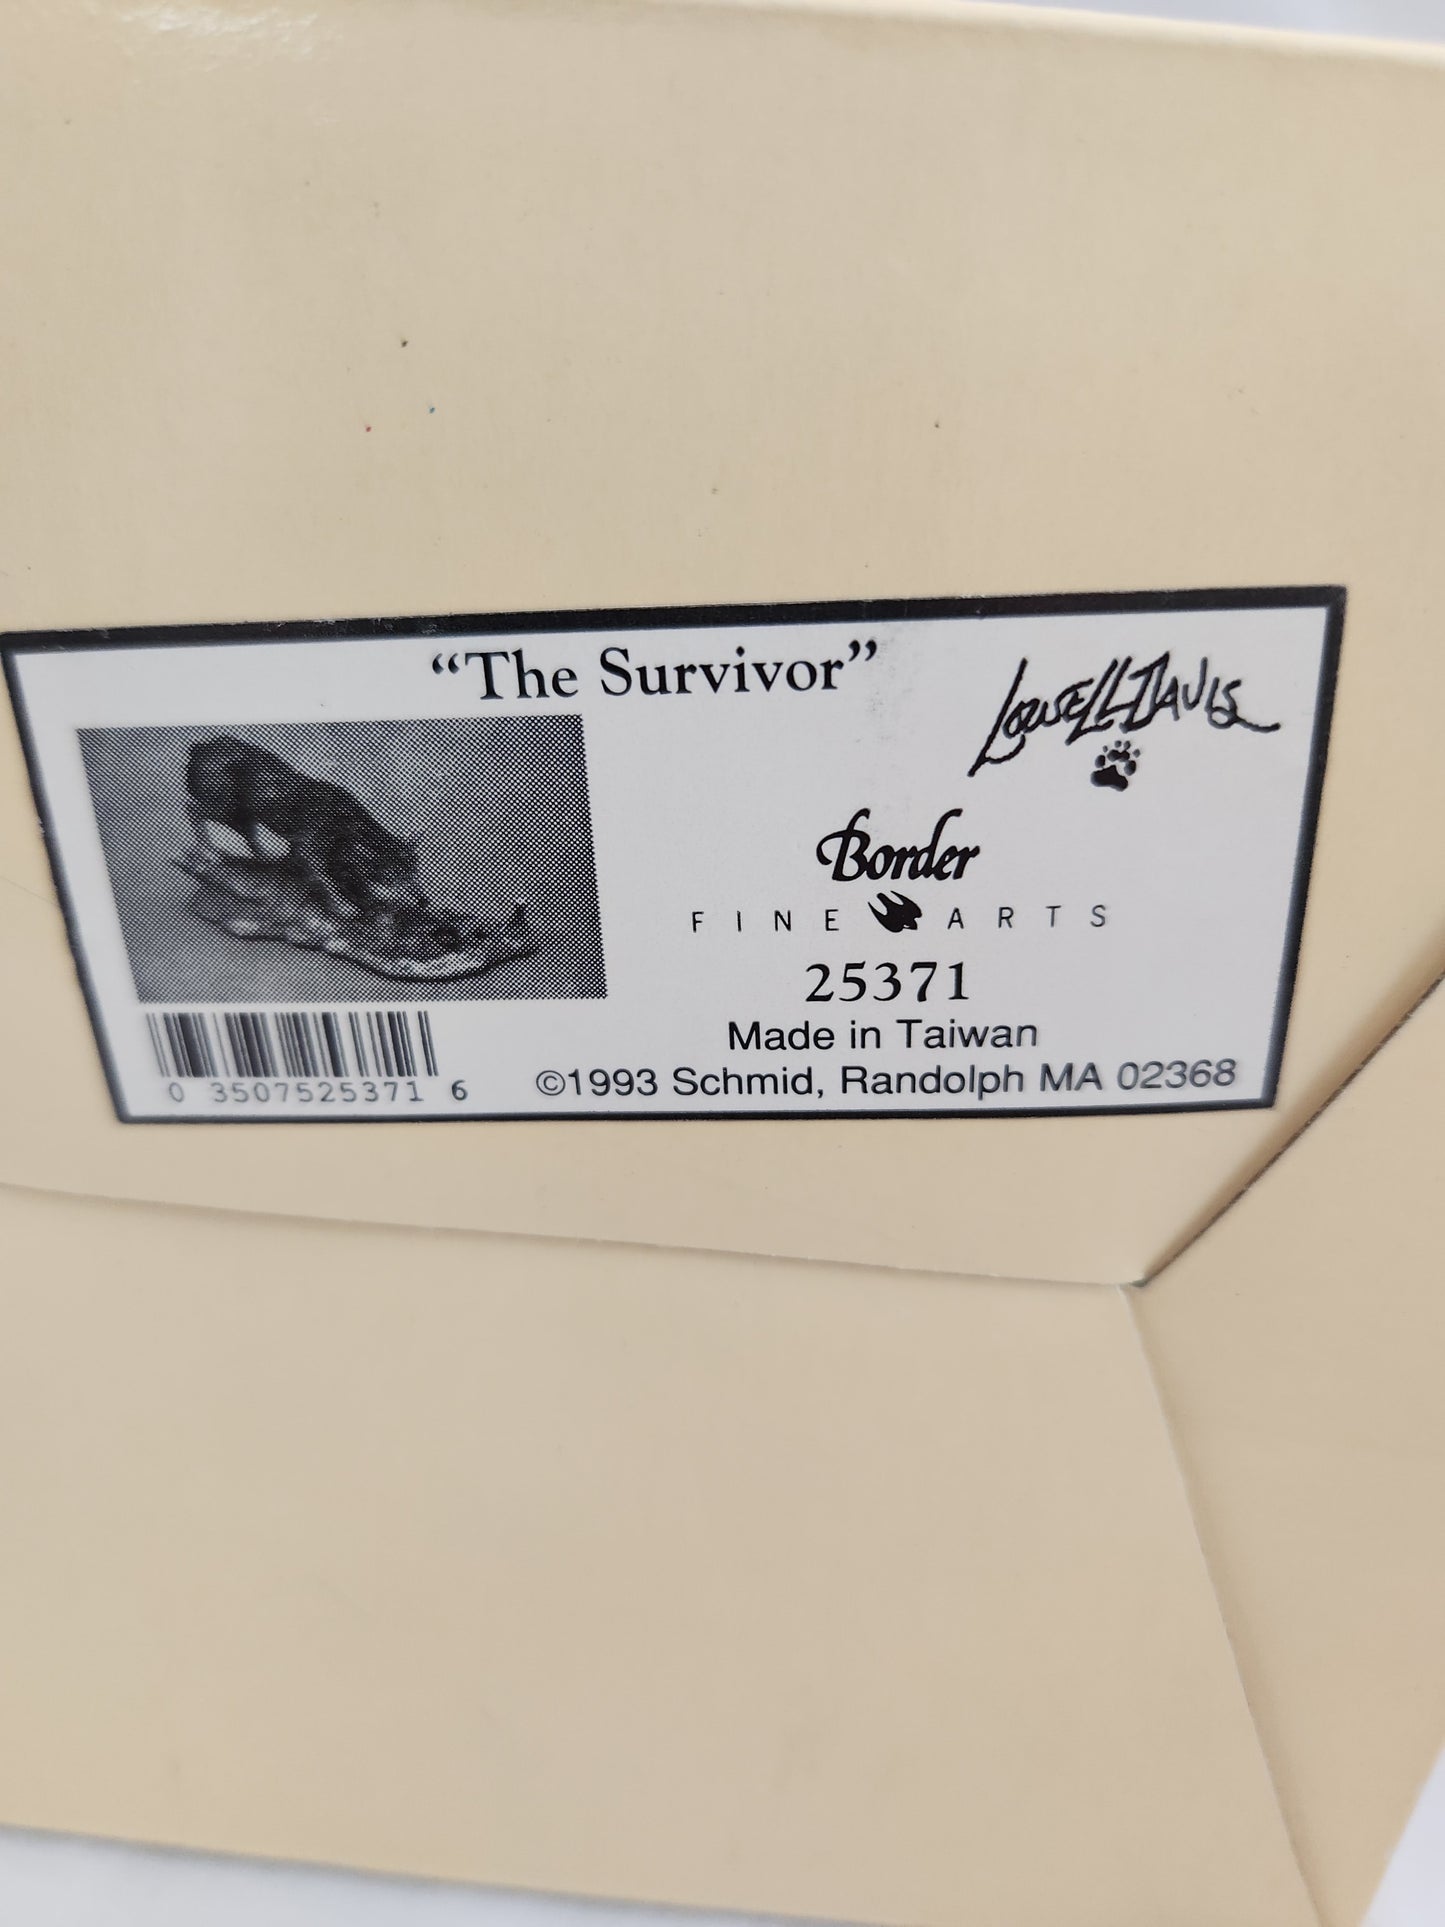 “The Survivor”
Lowell Davis
Border
FINE ARTS
25371
Made in Taiwan
©1993 Schmid, Randolph MA 02368
0 3507525371 6